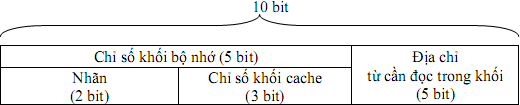 10 bit
Chỉ số khối bộ nhớ (5 bit)
Nhãn
(2 bit)
Chỉ số khối cache
(3 bit)
Địa chỉ
từ cần đọc trong khối
(5 bit)